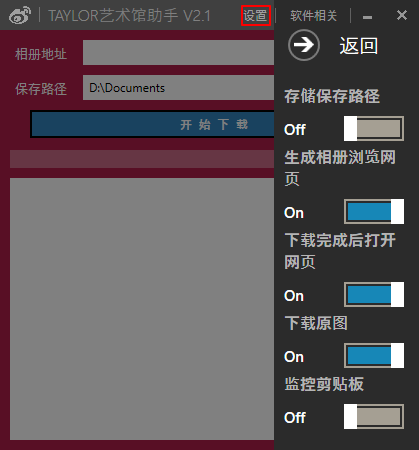 TAYLOR艺术馆助手 V2.1
设置
软件相关
相册地址
保存路径
D:\Documents
开始下载
返回
存储保存路径
Off
生成相册浏览网
页
On
下载完成后打开
网页
On
下载原图
On
监控剪贴板
Off